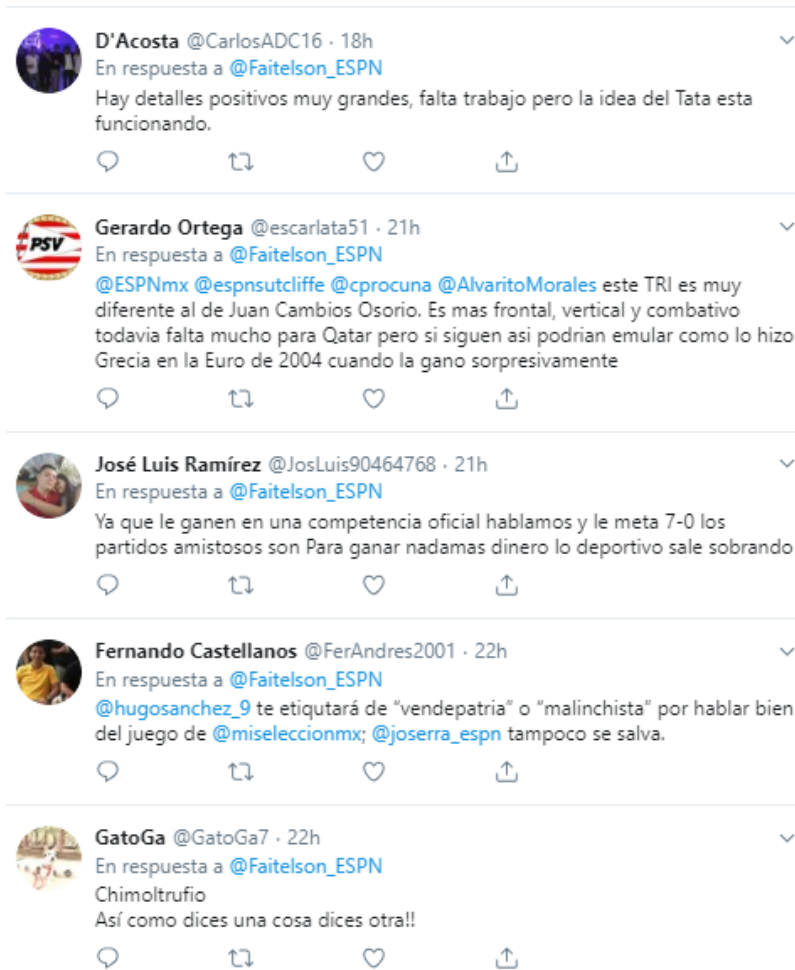 D'Acosta @CarlosADC16 · 18h
En respuesta a @Faitelson_ESPN
Hay detalles positivos muy grandes, falta trabajo pero la idea del Tata esta
funcionando.
PSV
Gerardo Ortega @escarlata51 · 21h
En respuesta a @Faitelson_ESPN
@ESPNmx @espnsutcliffe @cprocuna @AlvaritoMorales este TRI es muy
diferente al de Juan Cambios Osorio. Es mas frontal, vertical y combativo
todavia falta mucho para Qatar pero si siguen asi podrian emular como lo hizo
Grecia en la Euro de 2004 cuando la gano sorpresivamente
José Luis Ramírez @JosLuis90464768 · 21h
En respuesta a @Faitelson_ESPN
Ya que le ganen en una competencia oficial hablamos y le meta 7-0 los
partidos amistosos son Para ganar nadamas dinero lo deportivo sale sobrando
Fernando Castellanos @FerAndres2001 · 22h
En respuesta a @Faitelson_ESPN
@hugosanchez_9 te etiqutará de “vendepatria” o “malinchista” por hablar bien
del juego de @miseleccionmx; @joserra_espn tampoco se salva.
GatoGa @GatoGa7 · 22h
En respuesta a @Faitelson_ESPN
Chimoltrufio
Así como dices una cosa dices otra!!